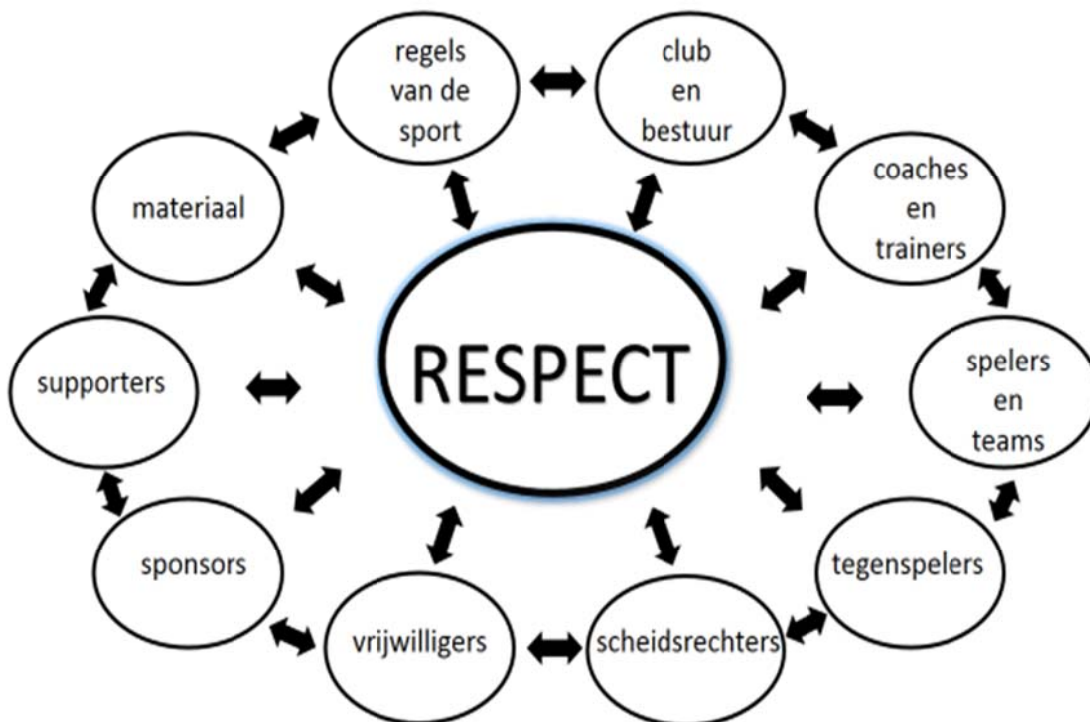 regels
van de
sport
club
en
bestuur
coaches
en
trainers
materiaal
RESPECT
supporters
spelers
en
teams
sponsors
tegenspelers
vrijwilligers
scheidsrechters